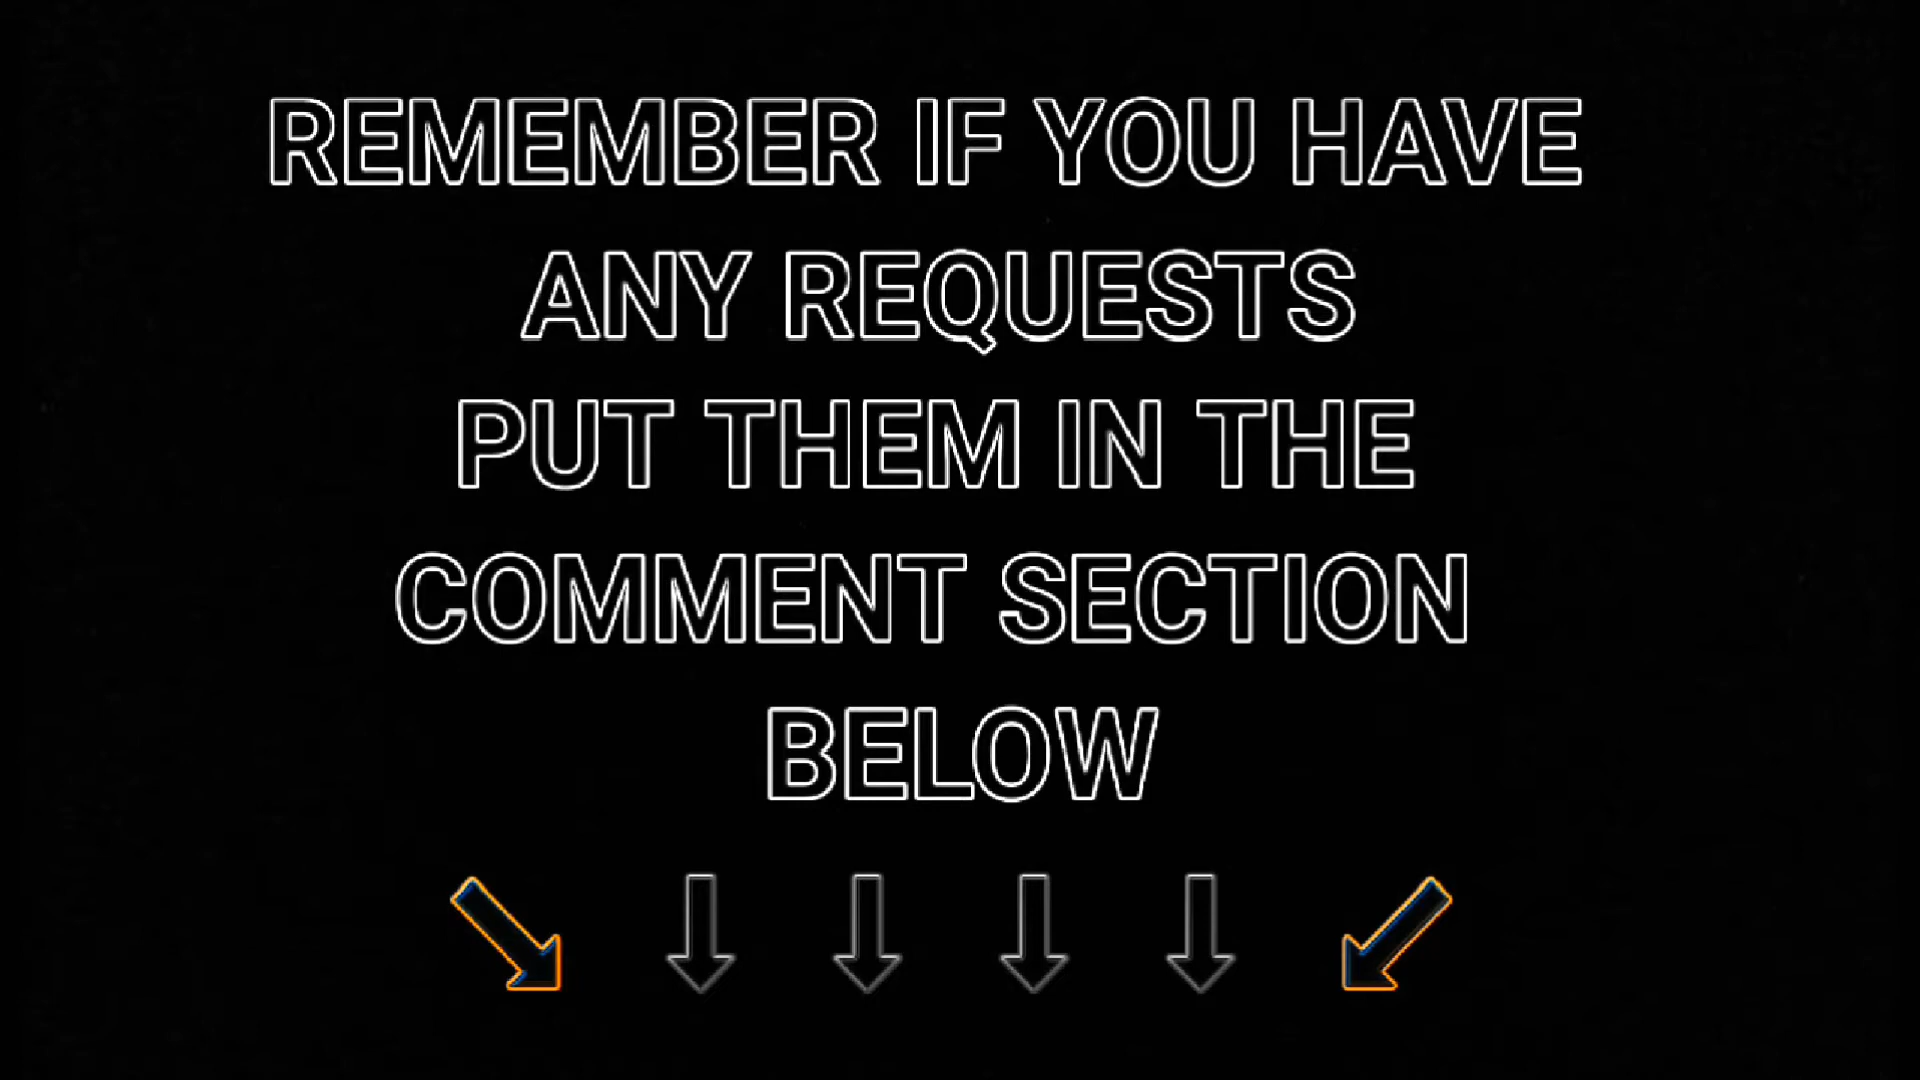 REMEMBER IF YOU HAVE
ANY REQUESTS
PUT THEM IN THE
COMMENT SECTION
BELOW